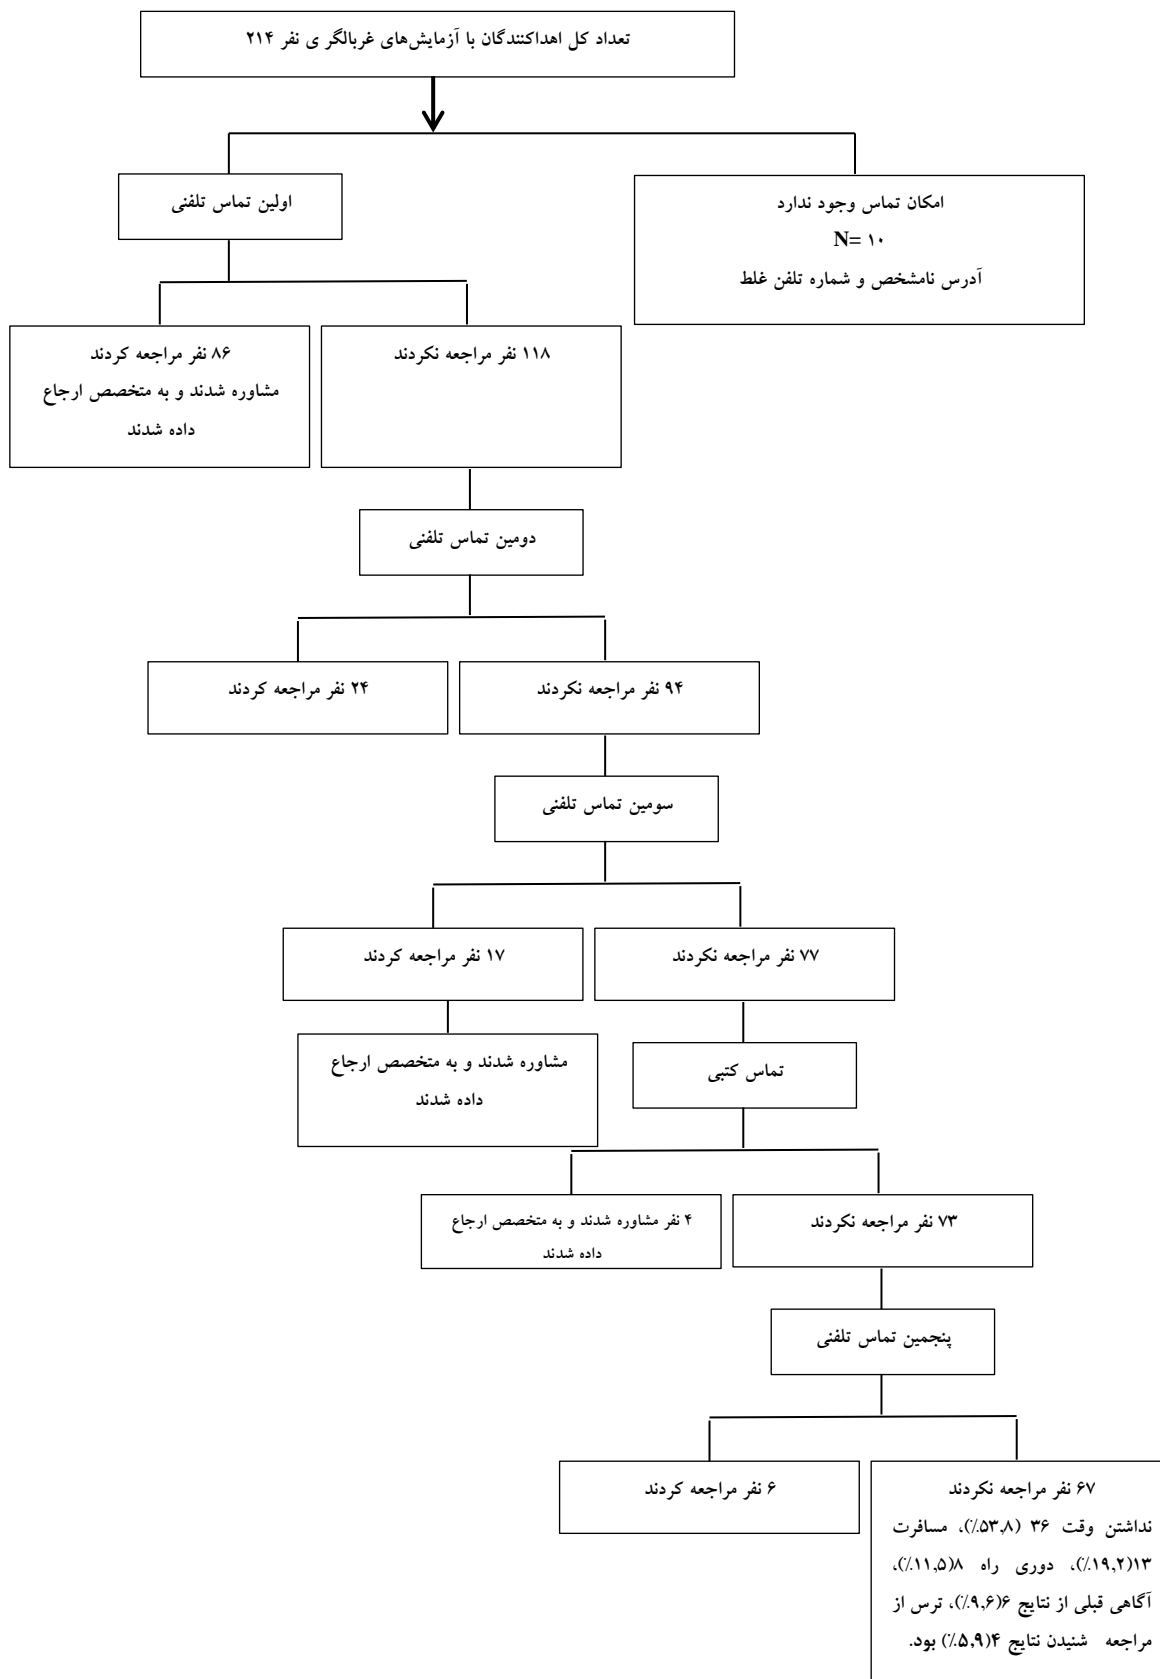 تعداد کل اهداکنندگان با آزمایش‌های غربالگر ی نفر ۲۱۴
اولین تماس تلفنی
امکان تماس وجود ندارد
N= ۱۰
آدرس نامشخص و شماره تلفن غلط
۸۶ نفر مراجعه کردند
مشاوره شدند و به متخصص ارجاع
داده شدند
۱۱۸ نفر مراجعه نکردند
دومین تماس تلفنی
۲۴ نفر مراجعه کردند
۹۴ نفر مراجعه نکردند
سومین تماس تلفنی
۱۷ نفر مراجعه کردند
۷۷ نفر مراجعه نکردند
مشاوره شدند و به متخصص ارجاع
داده شدند
تماس کتبی
۴ نفر مشاوره شدند و به متخصص ارجاع
داده شدند
۷۳ نفر مراجعه نکردند
پنجمین تماس تلفنی
۶ نفر مراجعه کردند
۶۷ نفر مراجعه نکردند
نداشتن وقت ۳۶ (۵۳,۸٪)، مسافرت
۱۳(۱۹,۲٪)، دوری راه ۸(۱۱,۵٪)،
آگاهی قبلی از نتایج ۶(۹,۶٪)، ترس از
مراجعه شنیدن نتایج ۴(۵,۹٪) بود.